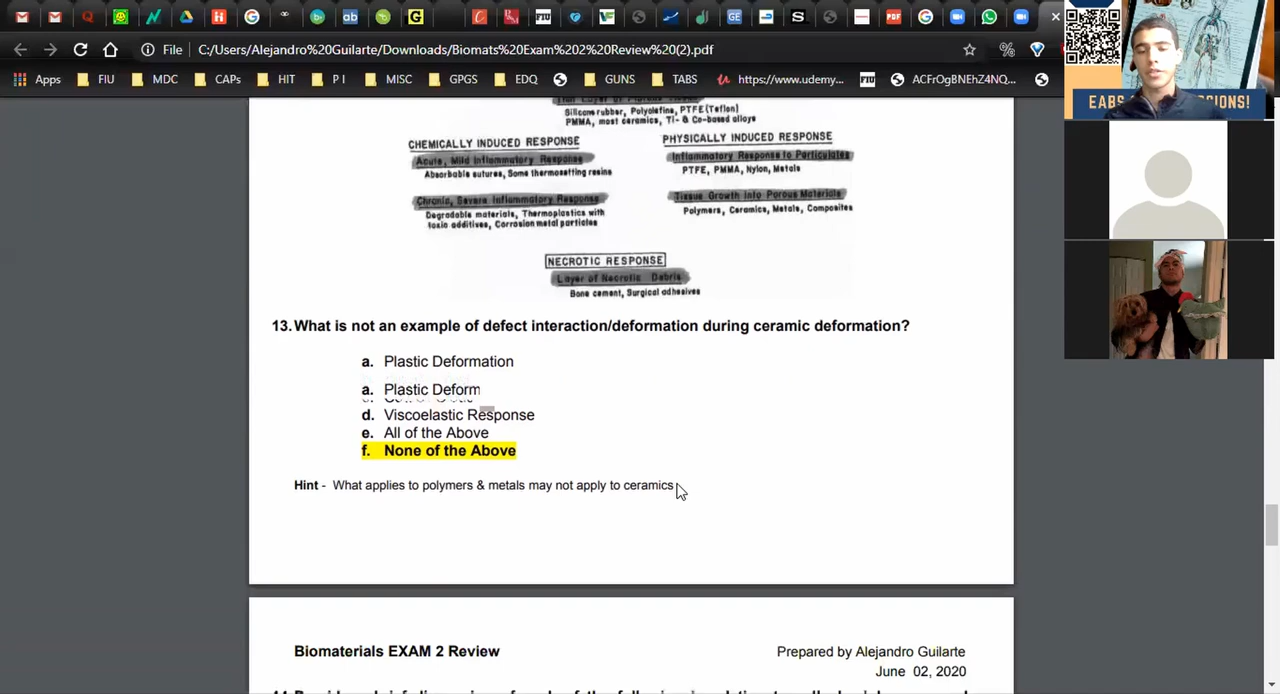 File C:/Users/Alejandro%20Guilarte/Downloads/Biomats%20Exam%202%20Review%20(2).pdf
Apps FIU MDC CAPs HIT P I MISC GPGS EDQ GUNS TABS https://www.udemy... FIU ACFrOgBNEhZ4NQ...
EABS
Silicone rubber, Polyolefins, PTFE (Teflon)
PMMA, most ceramics, Ti- & Co-based alloys
CHEMICALLY INDUCED RESPONSE
Acute, Mild Inflammatory Response
Absorbable sutures, Some thermosetting resins
Chronic, Severe Inflammatory Response
Degradable materials, Thermoplastics with
toxic additives, Corrosion metal particles
PHYSICALLY INDUCED RESPONSE
Inflammatory Response to Particulates
PTFE, PMMA, Nylon, Metals
Tissue Growth into Porous Materials
Polymers, Ceramics, Metals, Composites
NECROTIC RESPONSE
Layer of Necrotic Debris
Bone cement, Surgical adhesives
13. What is not an example of defect interaction/deformation during ceramic deformation?
a. Plastic Deformation
a. Plastic Deform
d. Viscoelastic Response
e. All of the Above
f. None of the Above
Hint - What applies to polymers & metals may not apply to ceramics
Biomaterials EXAM 2 Review
Prepared by Alejandro Guilarte
June 02, 2020